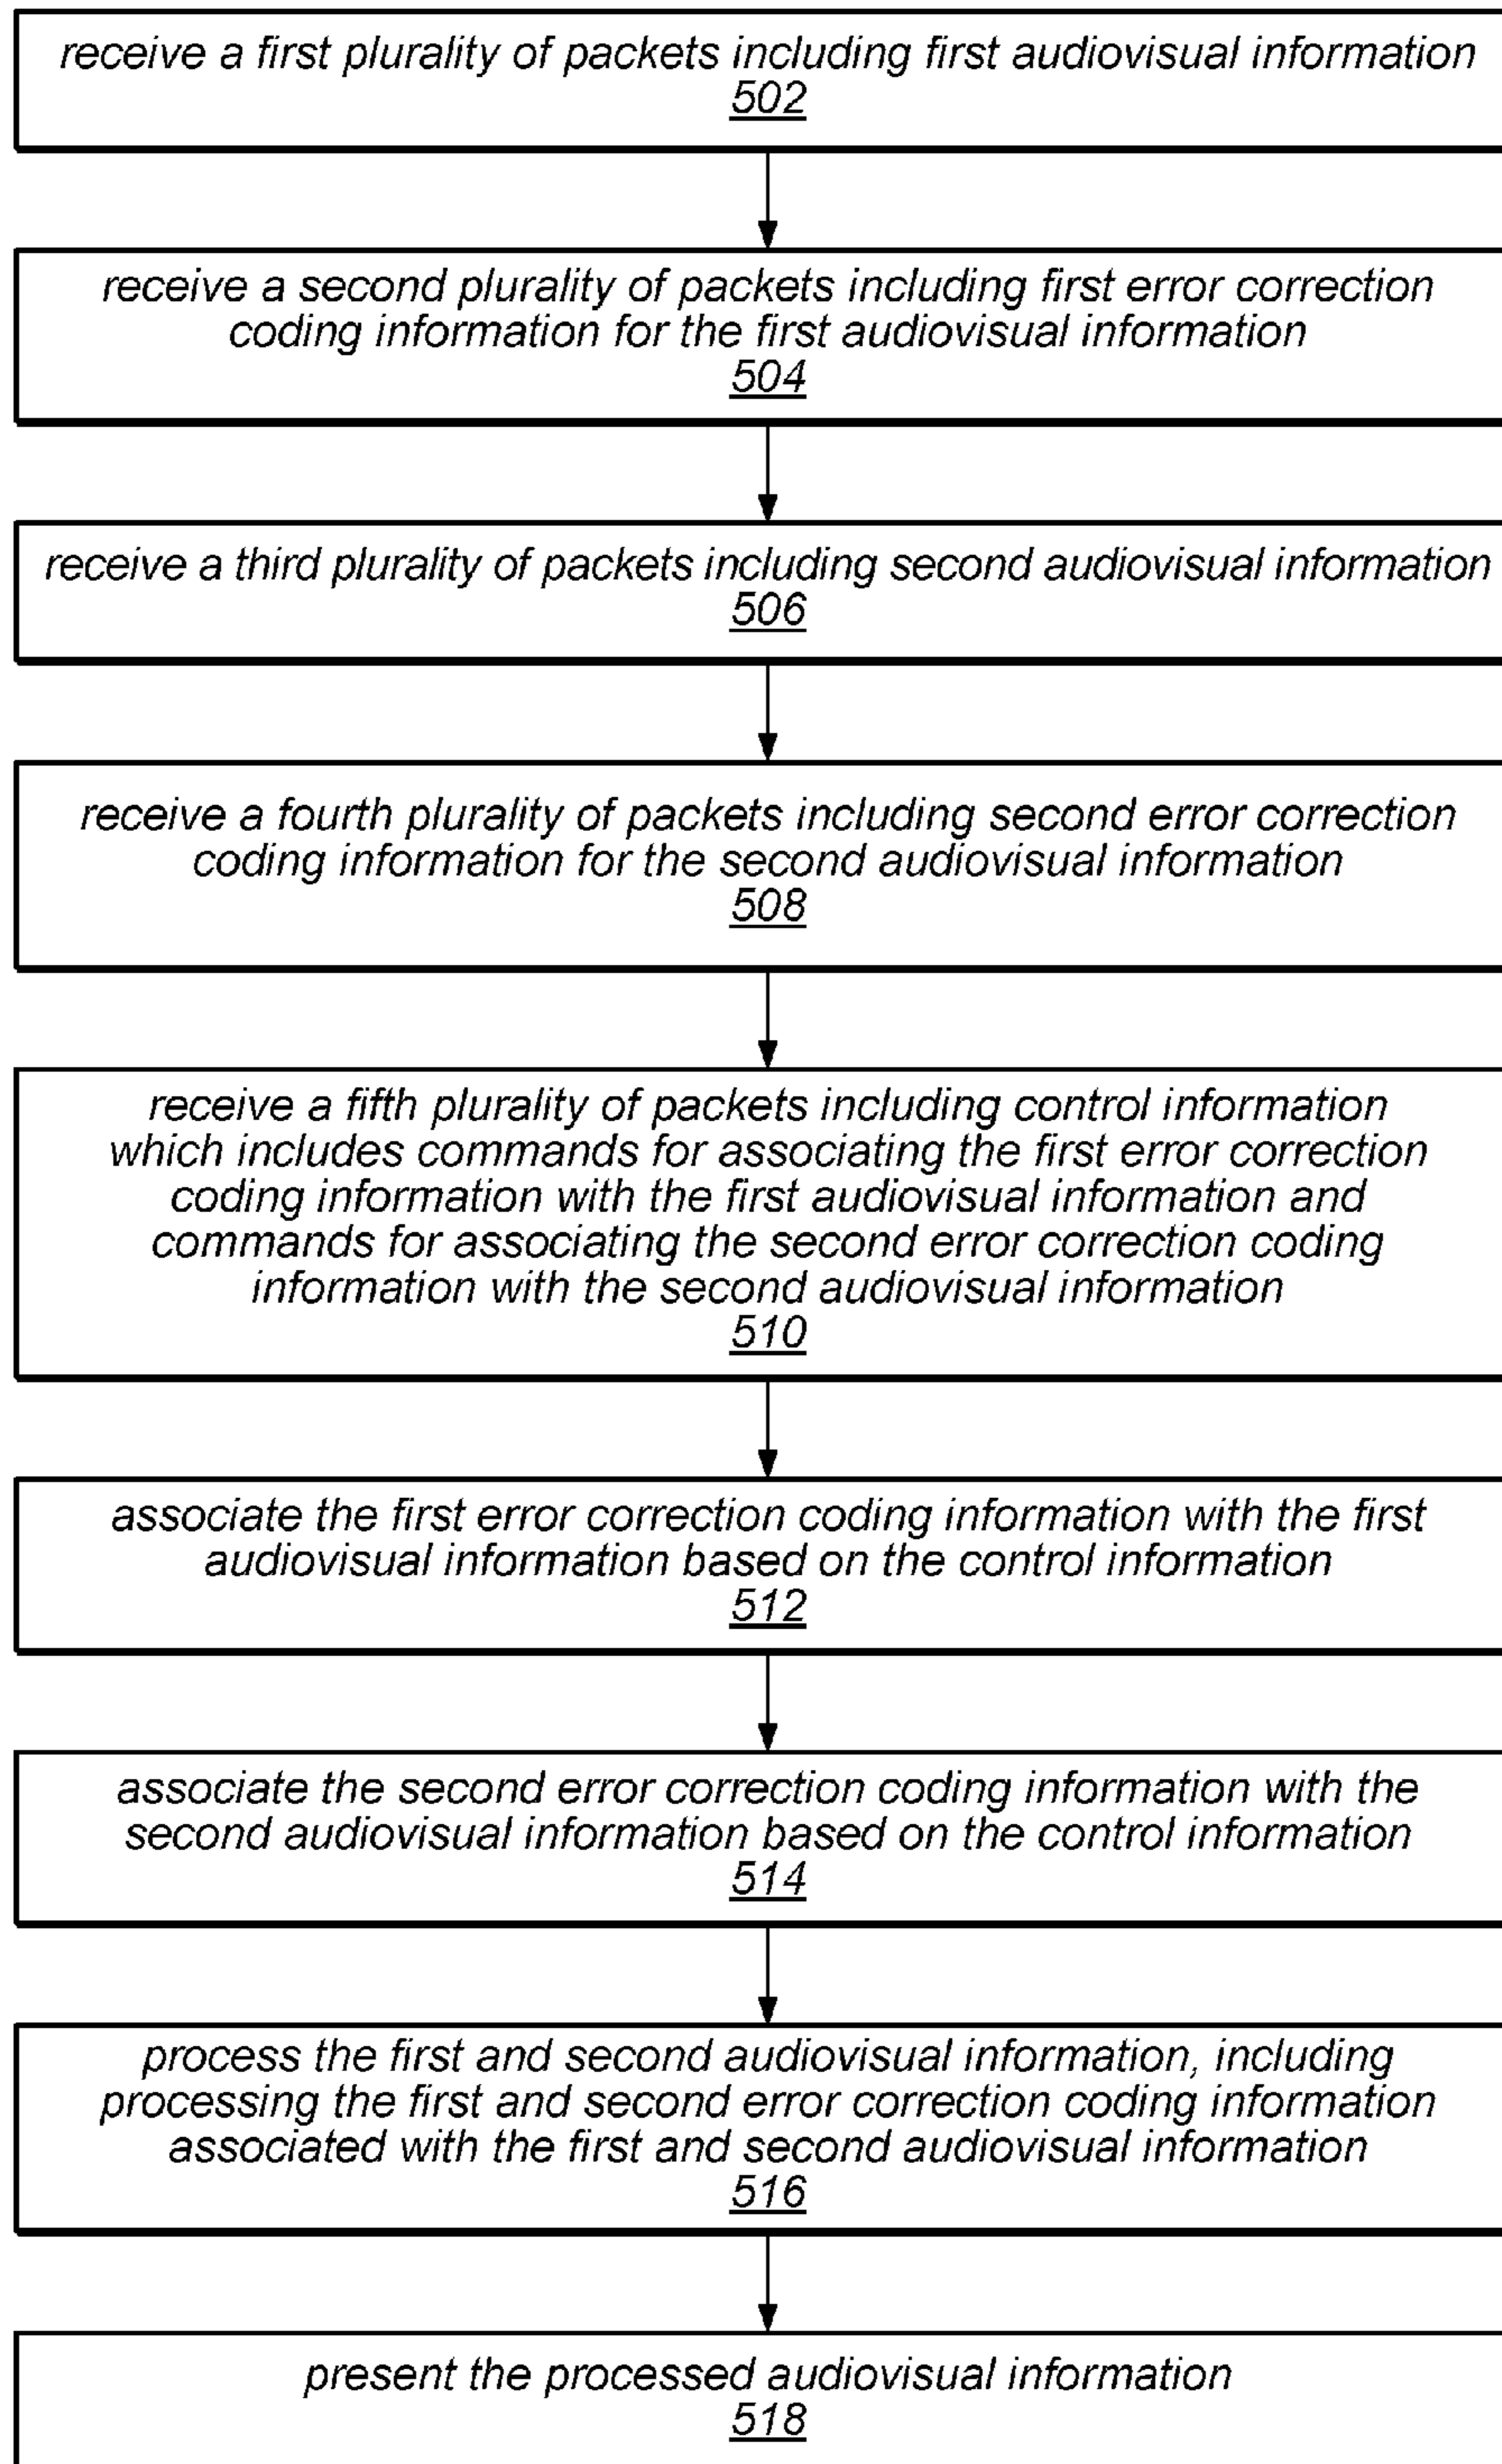 receive a first plurality of packets including first audiovisual information
502
receive a second plurality of packets including first error correction
coding information for the first audiovisual information
504
receive a third plurality of packets including second audiovisual information
506
receive a fourth plurality of packets including second error correction
coding information for the second audiovisual information
508
receive a fifth plurality of packets including control information
which includes commands for associating the first error correction
coding information with the first audiovisual information and
commands for associating the second error correction coding
information with the second audiovisual information
510
associate the first error correction coding information with the first
audiovisual information based on the control information
512
associate the second error correction coding information with the
second audiovisual information based on the control information
514
process the first and second audiovisual information, including
processing the first and second error correction coding information
associated with the first and second audiovisual information
516
present the processed audiovisual information
518